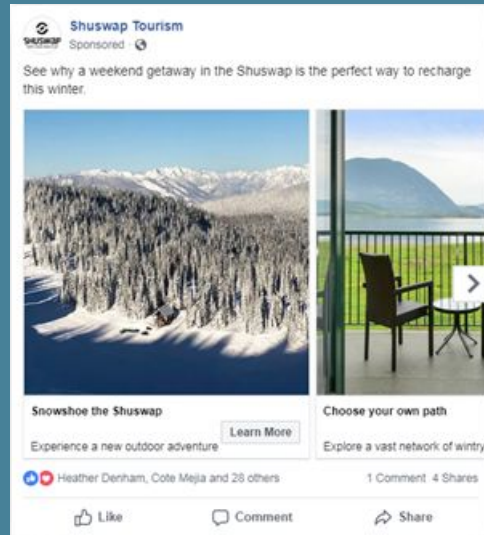 SHUSWAP
Shuswap Tourism
Sponsored
See why a weekend getaway in the Shuswap is the perfect way to recharge
this winter.
Snowshoe the Shuswap
Learn More
Experience a new outdoor adventure
Choose your own path
Explore a vast network of wintry
Heather Denham, Cote Mejia and 28 others
1 Comment 4 Shares
Like
Comment
Share